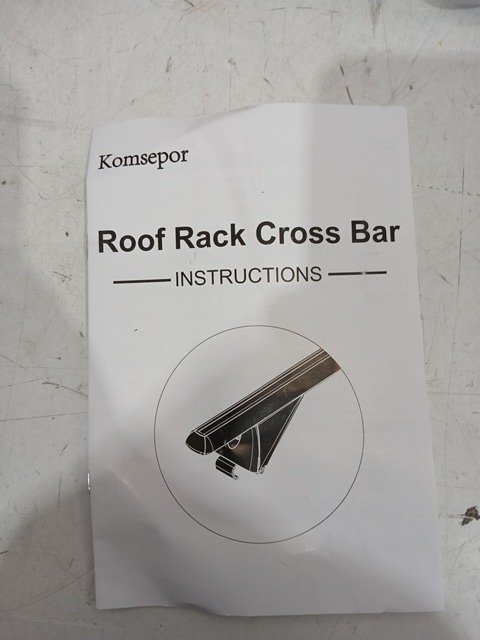 Komsepor
Roof Rack Cross Bar
INSTRUCTIONS